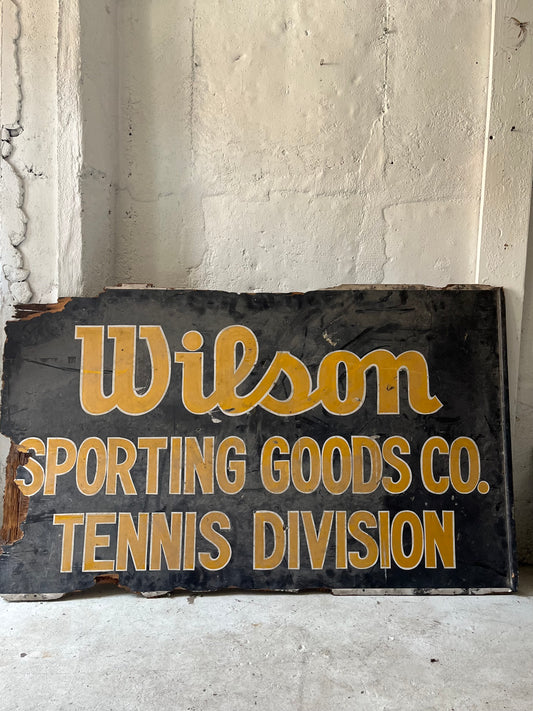 Wilson
SPORTING GOODS CO.
TENNIS DIVISION